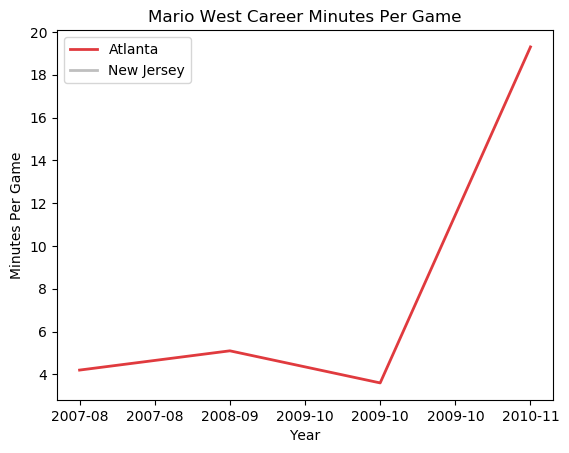 Mario West Career Minutes Per Game
Atlanta
New Jersey
20
18
16
14
12
10
8
6
4
Minutes Per Game
2007-08 2007-08 2008-09 2009-10 2009-10 2009-10 2010-11
Year